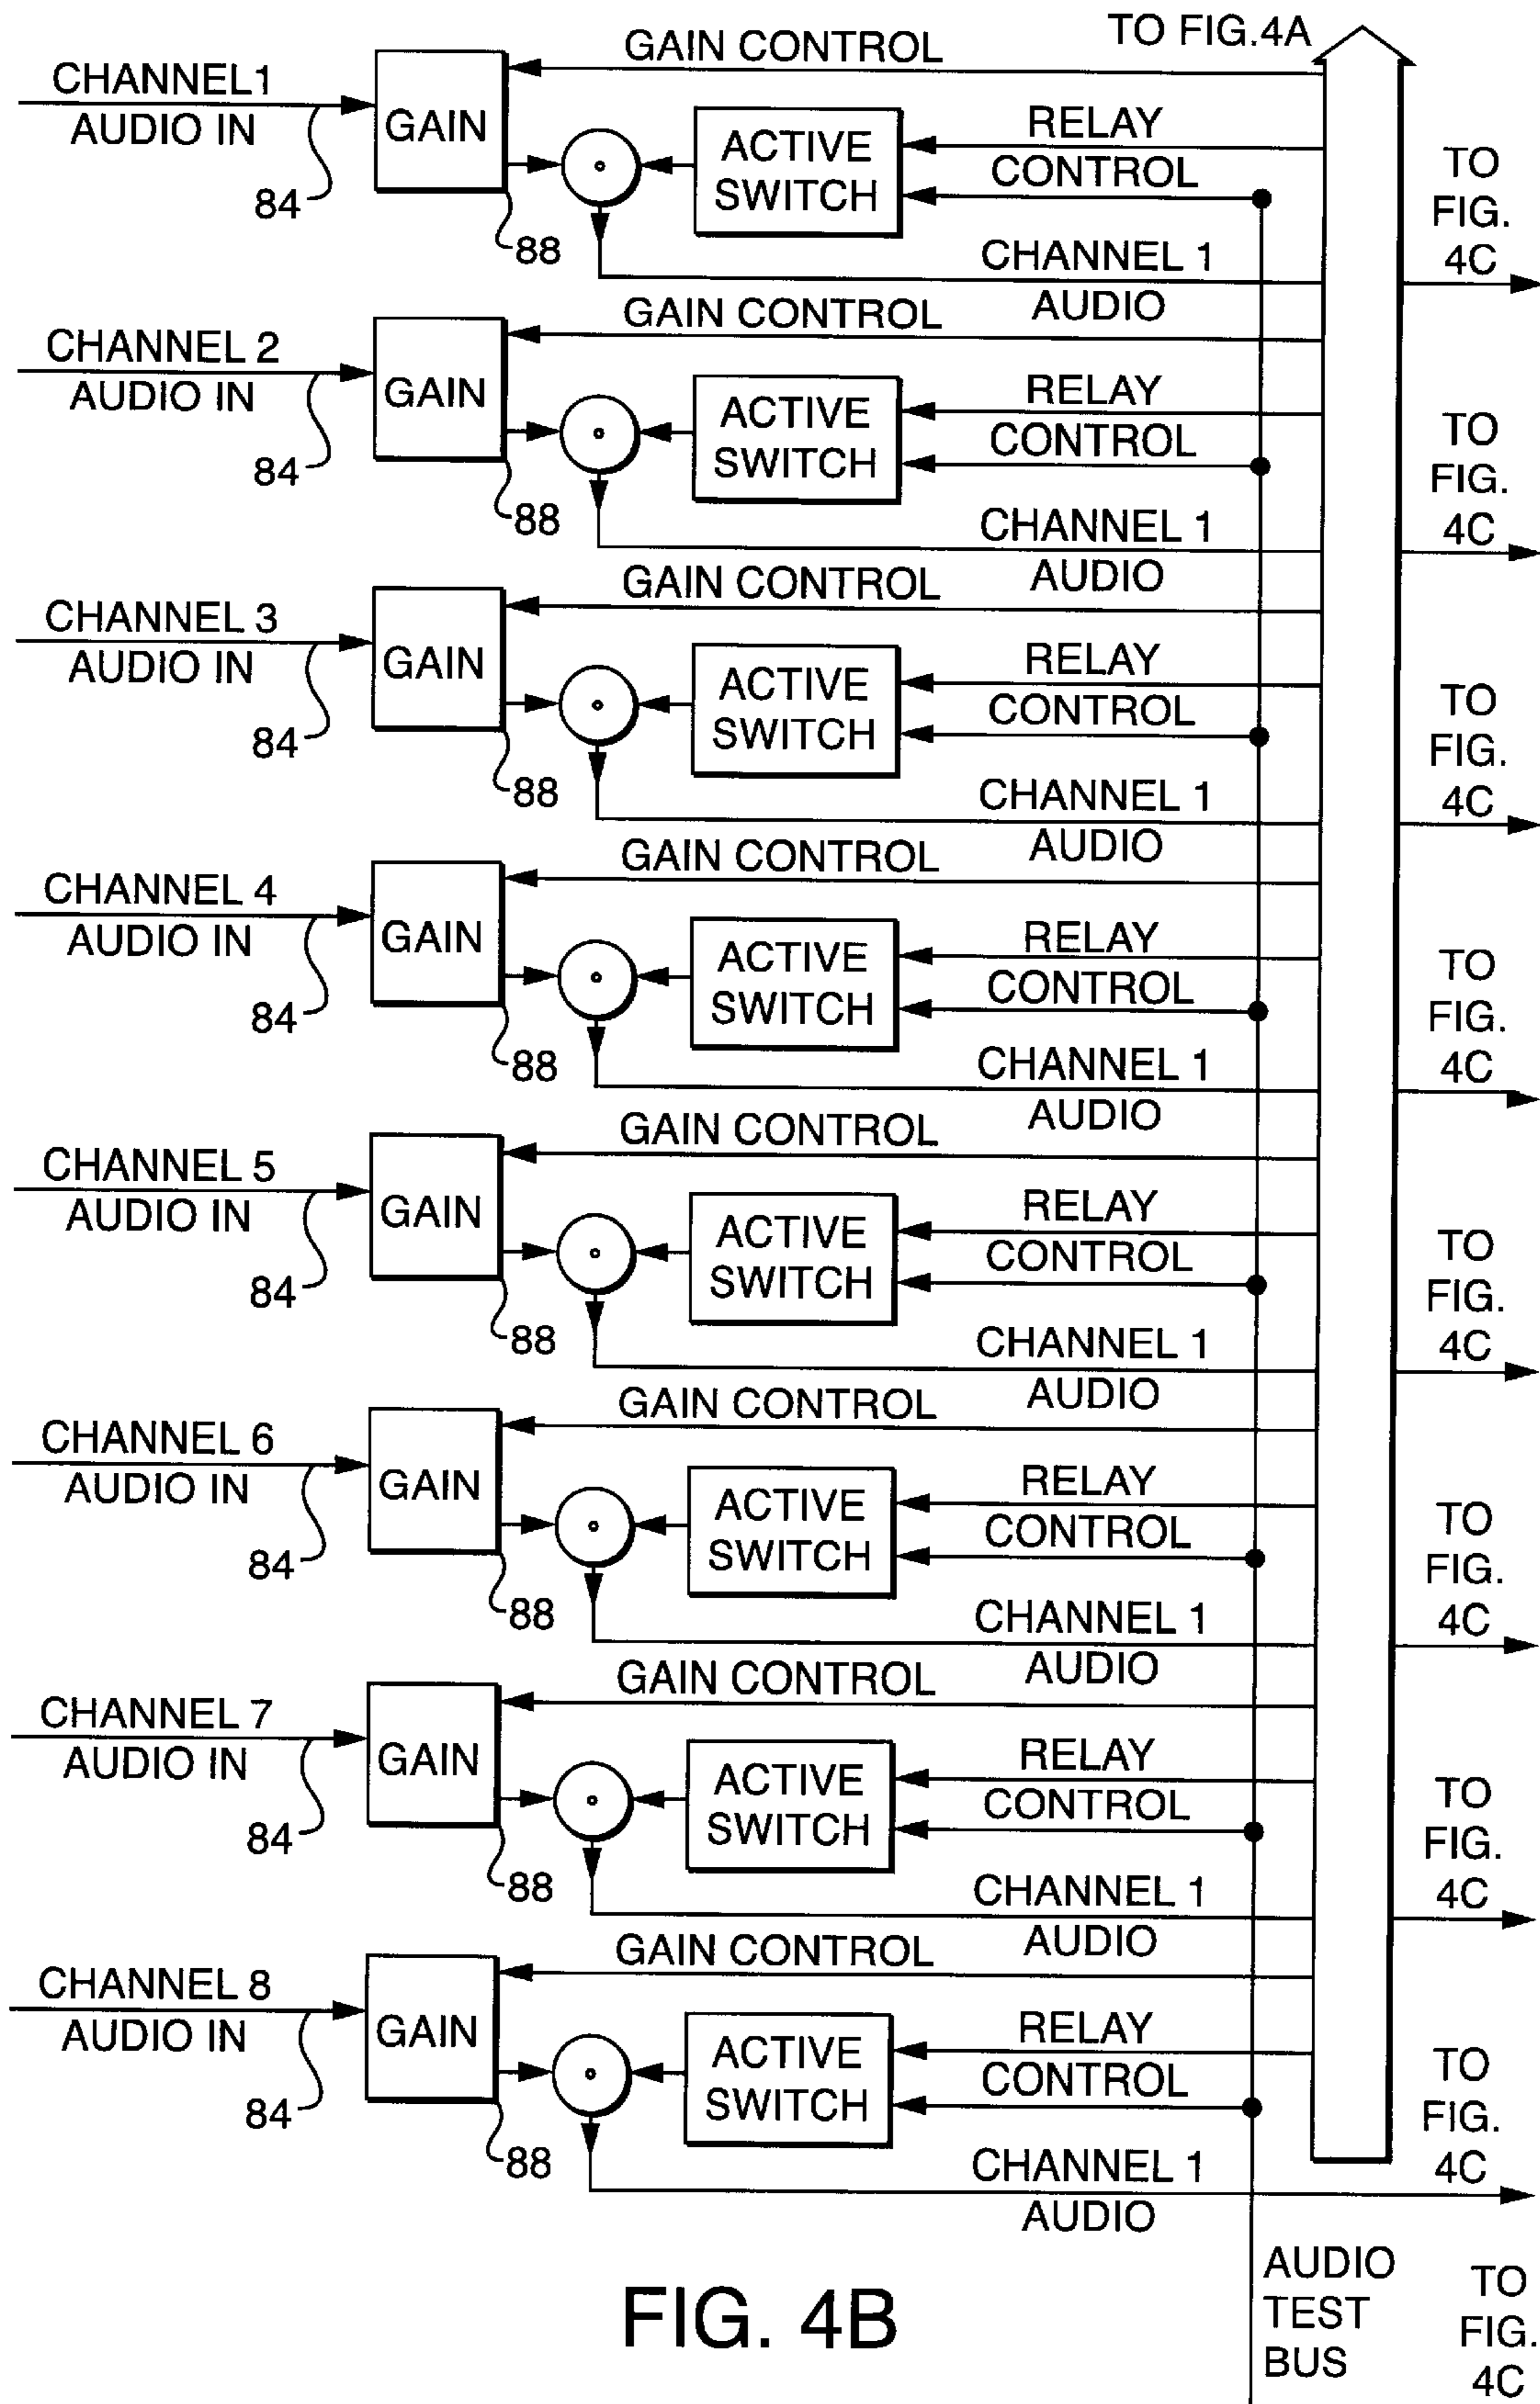 TO FIG.4A
GAIN CONTROL
CHANNEL1
AUDIO IN
GAIN
84
88
ACTIVE
SWITCH
RELAY
CONTROL
CHANNEL 1
AUDIO
TO
FIG.
4C
GAIN CONTROL
CHANNEL 2
AUDIO IN
GAIN
84
88
ACTIVE
SWITCH
RELAY
CONTROL
CHANNEL 1
AUDIO
TO
FIG.
4C
GAIN CONTROL
CHANNEL 3
AUDIO IN
GAIN
84
88
ACTIVE
SWITCH
RELAY
CONTROL
CHANNEL 1
AUDIO
TO
FIG.
4C
GAIN CONTROL
CHANNEL 4
AUDIO IN
GAIN
84
88
ACTIVE
SWITCH
RELAY
CONTROL
CHANNEL 1
AUDIO
TO
FIG.
4C
GAIN CONTROL
CHANNEL 5
AUDIO IN
GAIN
84
88
ACTIVE
SWITCH
RELAY
CONTROL
CHANNEL 1
AUDIO
TO
FIG.
4C
GAIN CONTROL
CHANNEL 6
AUDIO IN
GAIN
84
88
ACTIVE
SWITCH
RELAY
CONTROL
CHANNEL 1
AUDIO
TO
FIG.
4C
GAIN CONTROL
CHANNEL 7
AUDIO IN
GAIN
84
88
ACTIVE
SWITCH
RELAY
CONTROL
CHANNEL 1
AUDIO
TO
FIG.
4C
GAIN CONTROL
CHANNEL 8
AUDIO IN
GAIN
84
88
ACTIVE
SWITCH
RELAY
CONTROL
CHANNEL 1
AUDIO
TO
FIG.
4C
AUDIO
TEST
BUS
TO
FIG.
4C
FIG. 4B